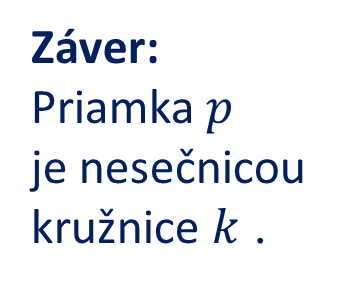 Záver:
Priamka p
je nesečnicou
kružnice k .